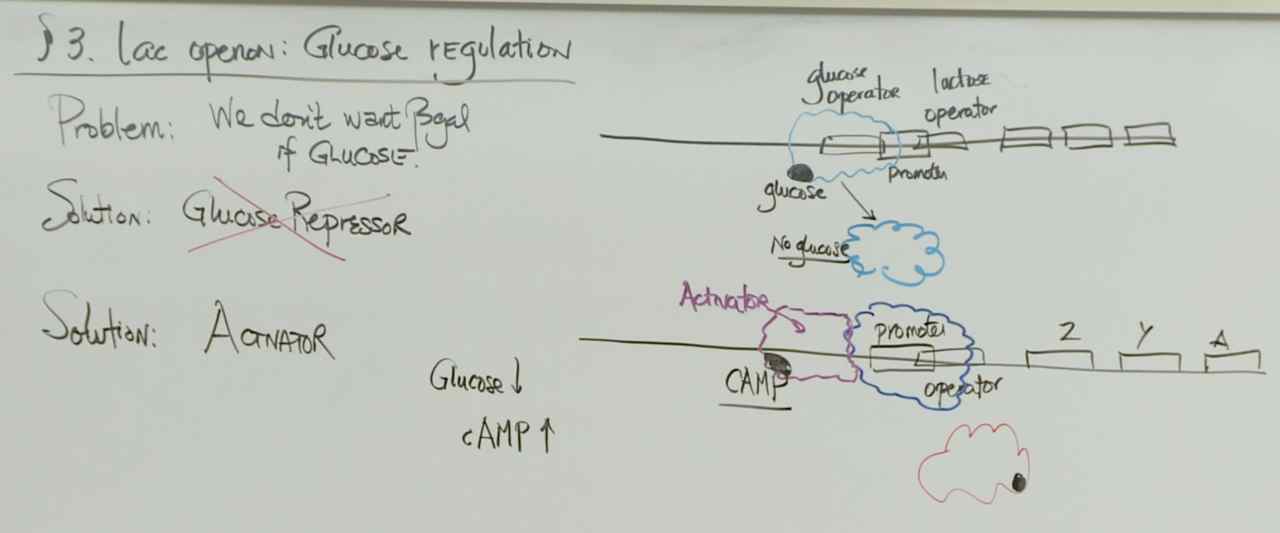 § 3. Lac operon: Glucose regulation
Problem: We don't want βgal
if Glucose.
Solution: Glucose Repressor
Solution: Activator
Glucose ↓
cAMP ↑
glucose
operator
lactose
operator
promoter
glucose
No glucose
Activator
promoter
Z Y A
CAMP
operator